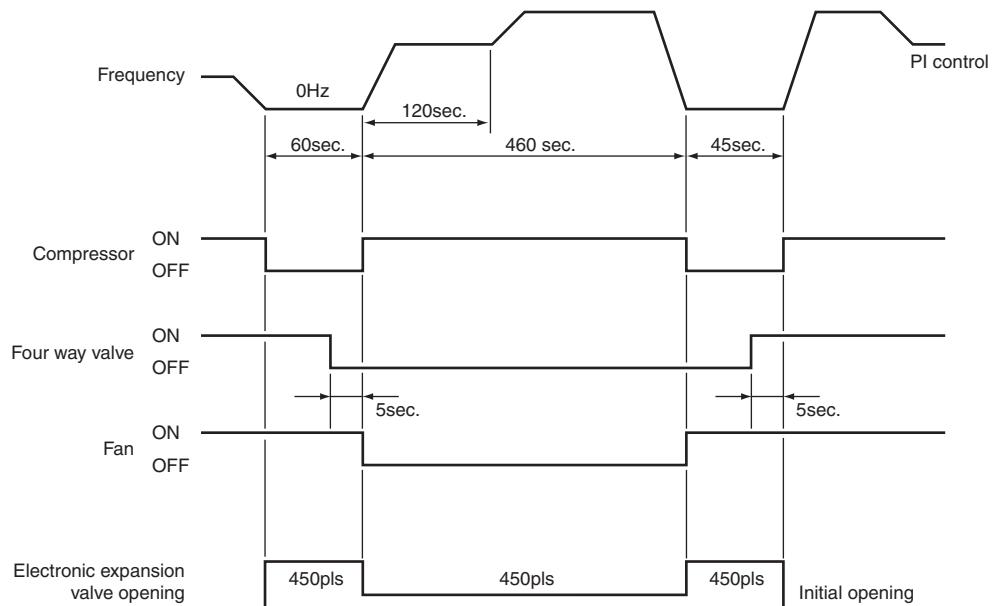 Frequency
0Hz
PI control
120sec.
60sec.
460 sec.
45sec.
Compressor
ON
OFF
Four way valve
ON
OFF
5sec.
5sec.
Fan
ON
OFF
Electronic expansion
valve opening
450pls
450pls
450pls
Initial opening